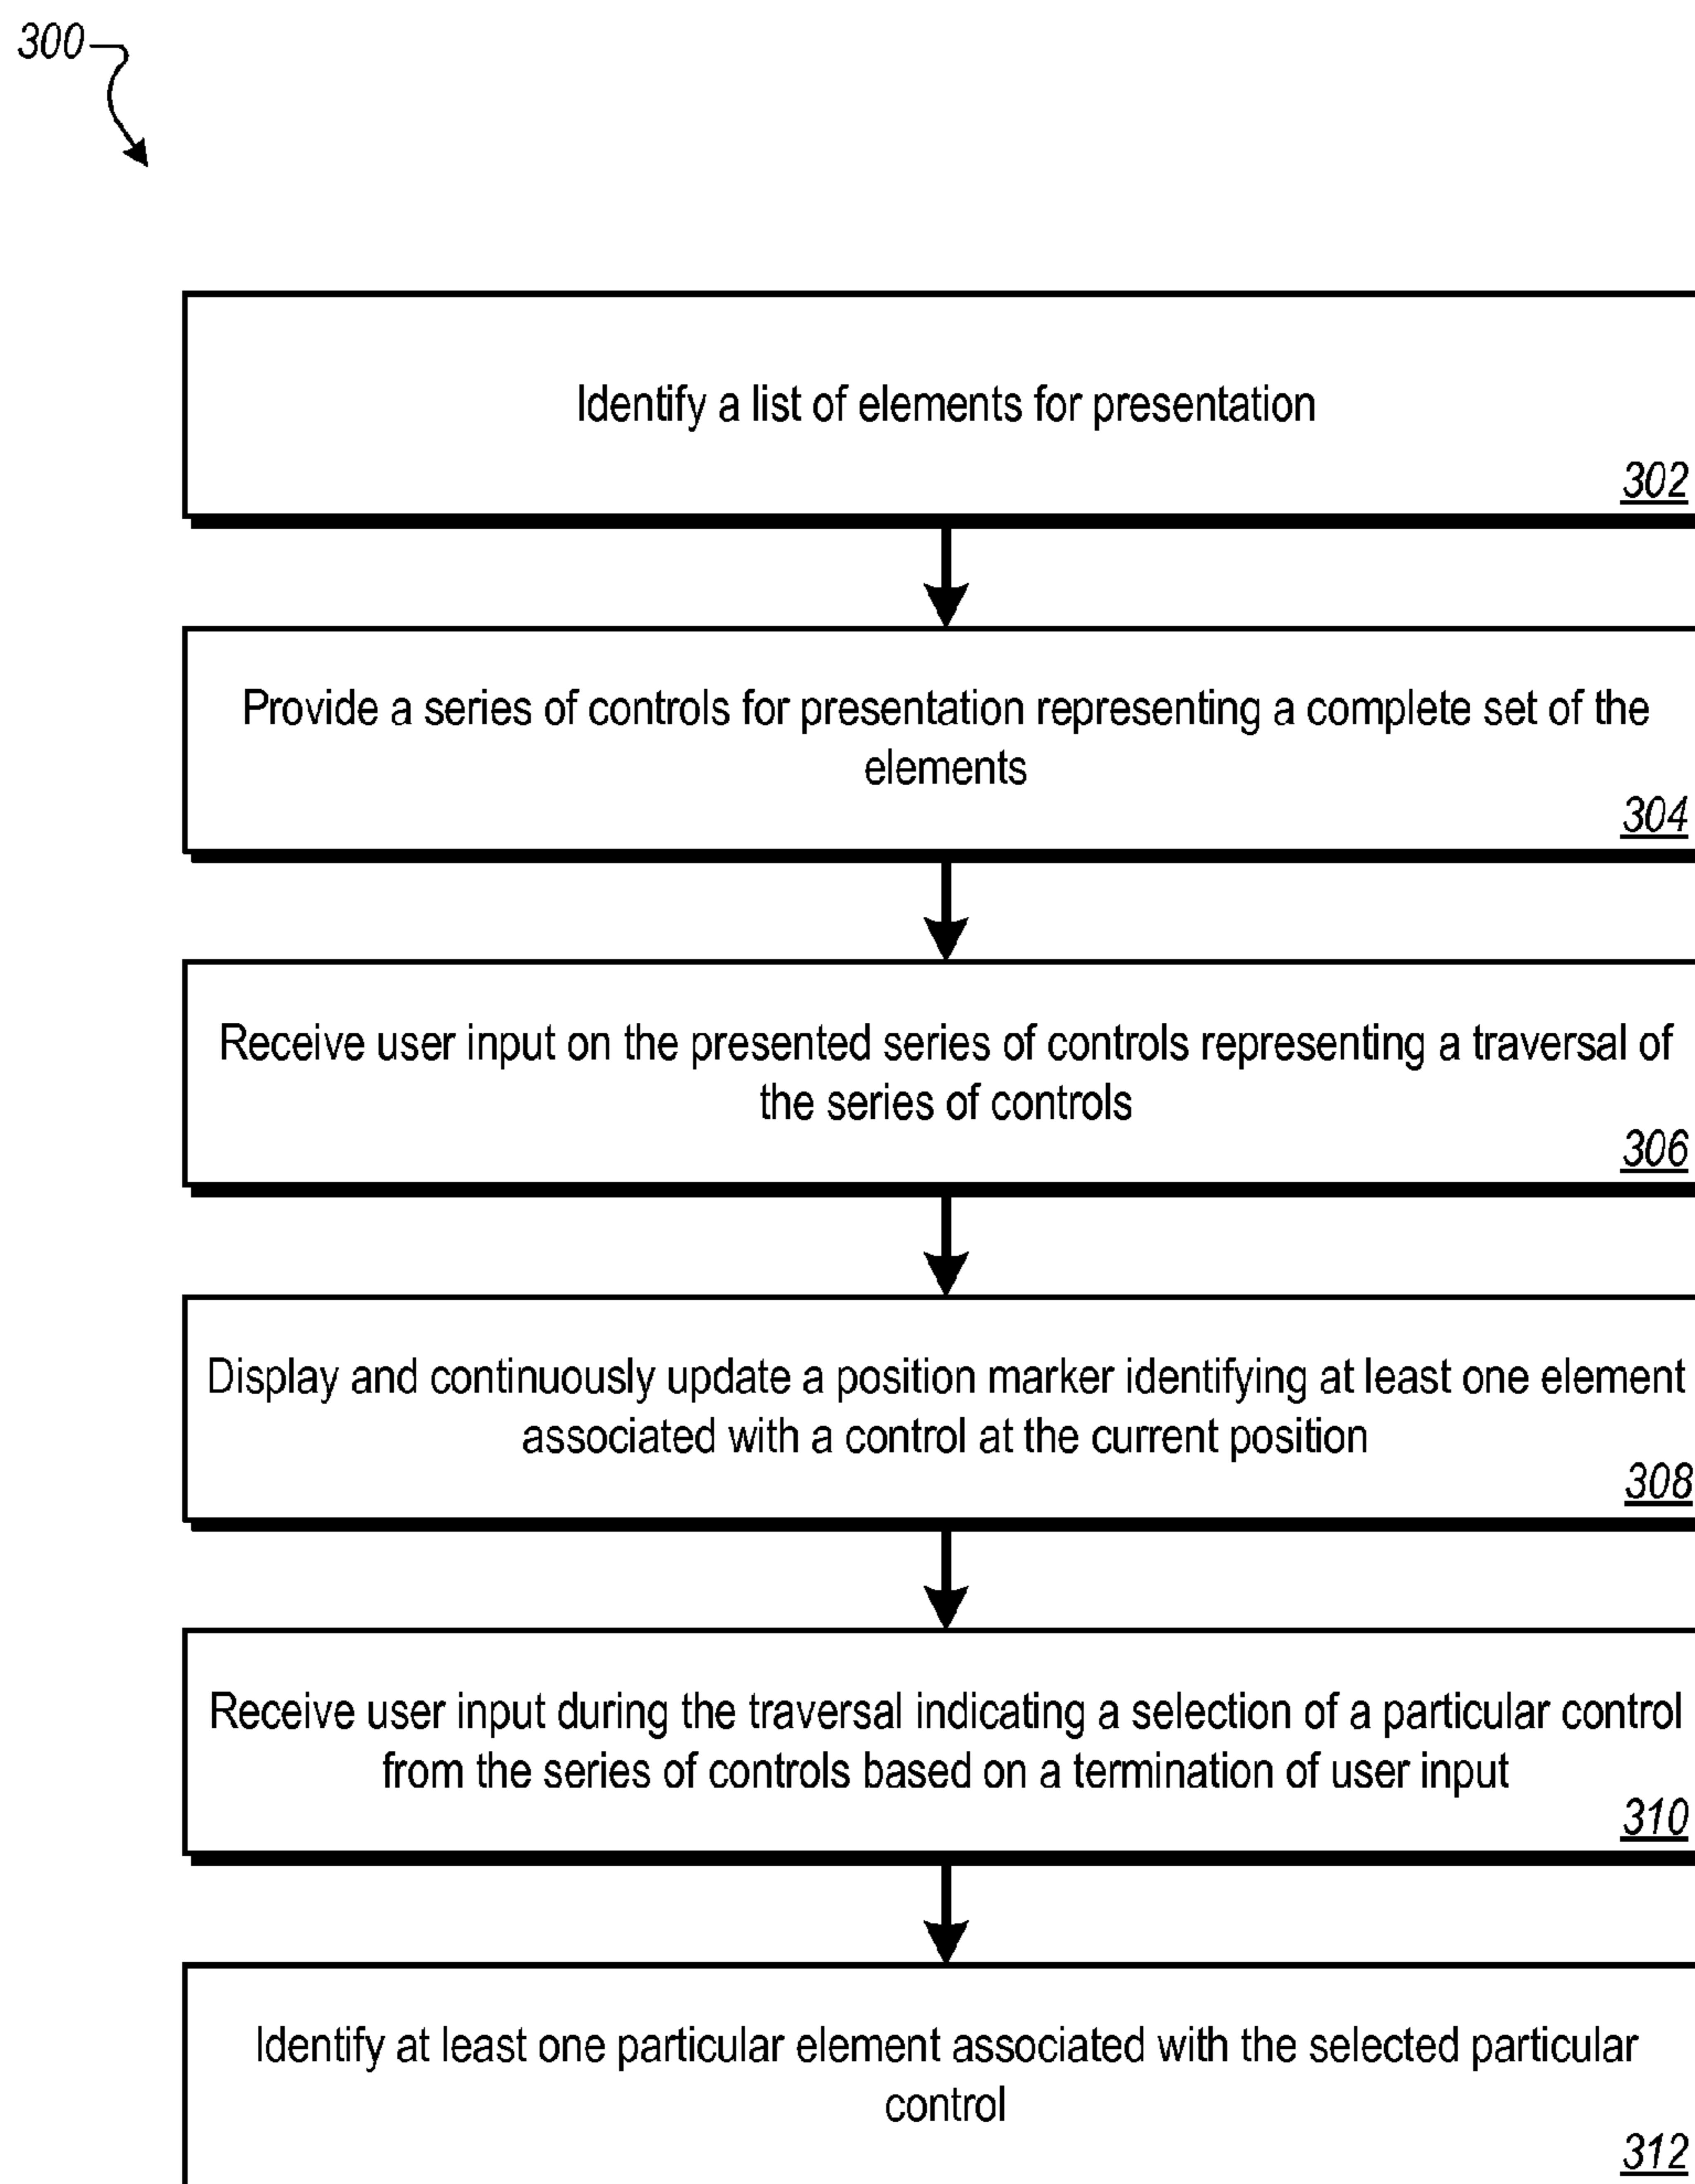 300
Identify a list of elements for presentation
302
Provide a series of controls for presentation representing a complete set of the
elements
304
Receive user input on the presented series of controls representing a traversal of
the series of controls
306
Display and continuously update a position marker identifying at least one element
associated with a control at the current position
308
Receive user input during the traversal indicating a selection of a particular control
from the series of controls based on a termination of user input
310
Identify at least one particular element associated with the selected particular
control
312